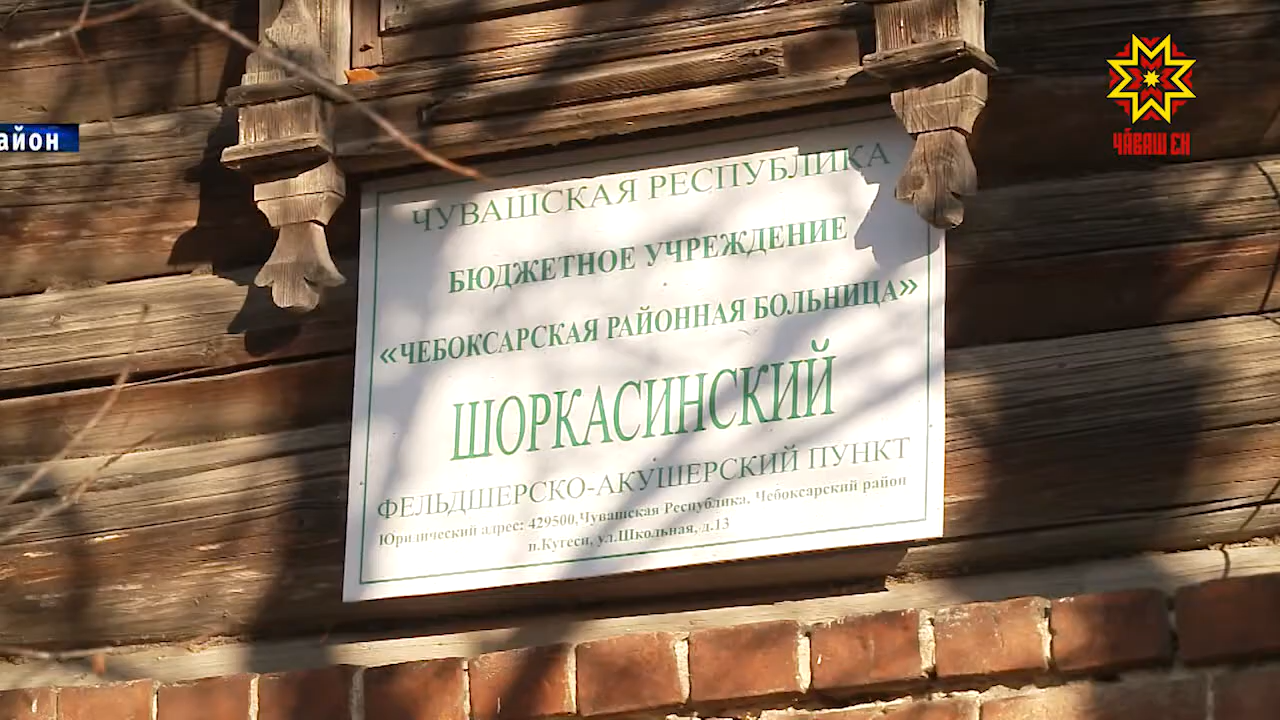 айон
ЧӐВАШ ЕН
ЧУВАШСКАЯ РЕСПУБЛИКА
БЮДЖЕТНОЕ УЧРЕЖДЕНИЕ
«ЧЕБОКСАРСКАЯ РАЙОННАЯ БОЛЬНИЦА»
ШОРКАСИНСКИЙ
ФЕЛЬДШЕРСКО-АКУШЕРСКИЙ ПУНКТ
Юридический адрес: 429500,Чувашская Республика, Чебоксарский район
п.Кугеси, ул.Школьная, д.13